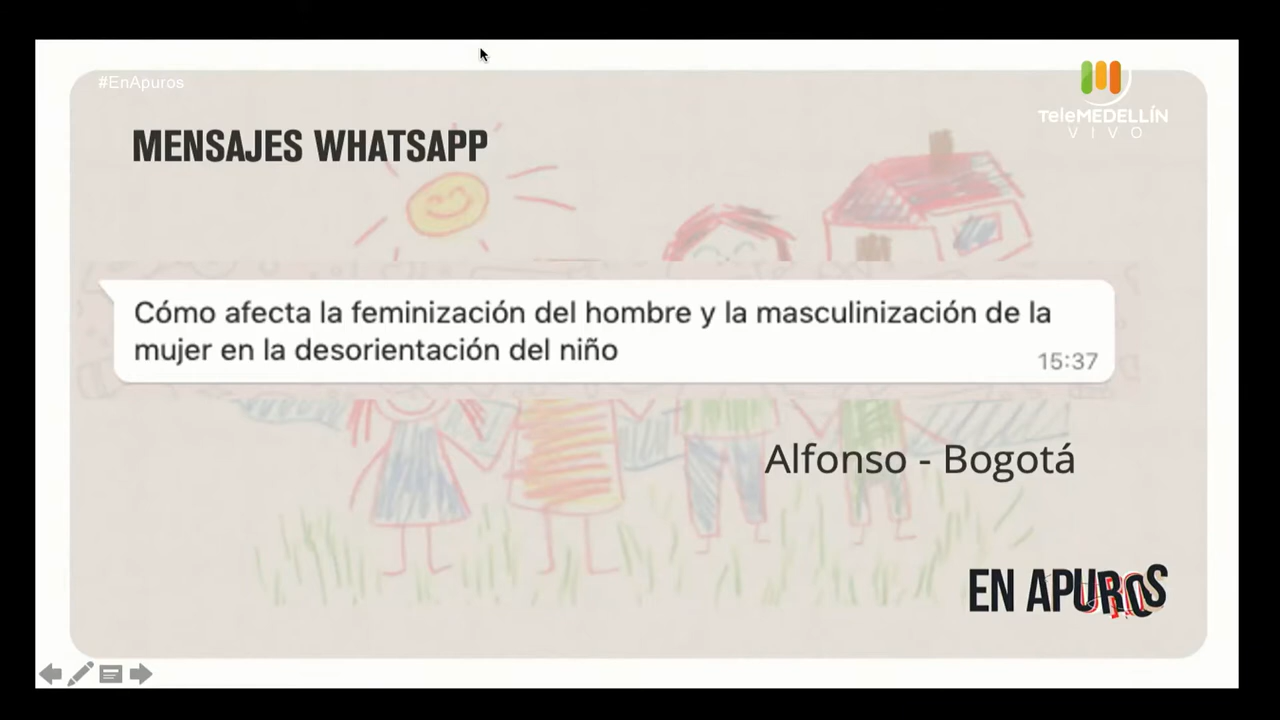 #EnApuros
TeleMEDELLÍN
VIVO
MENSAJES WHATSAPP
Cómo afecta la feminización del hombre y la masculinización de la
mujer en la desorientación del niño
15:37
Alfonso - Bogotá
EN APUROS